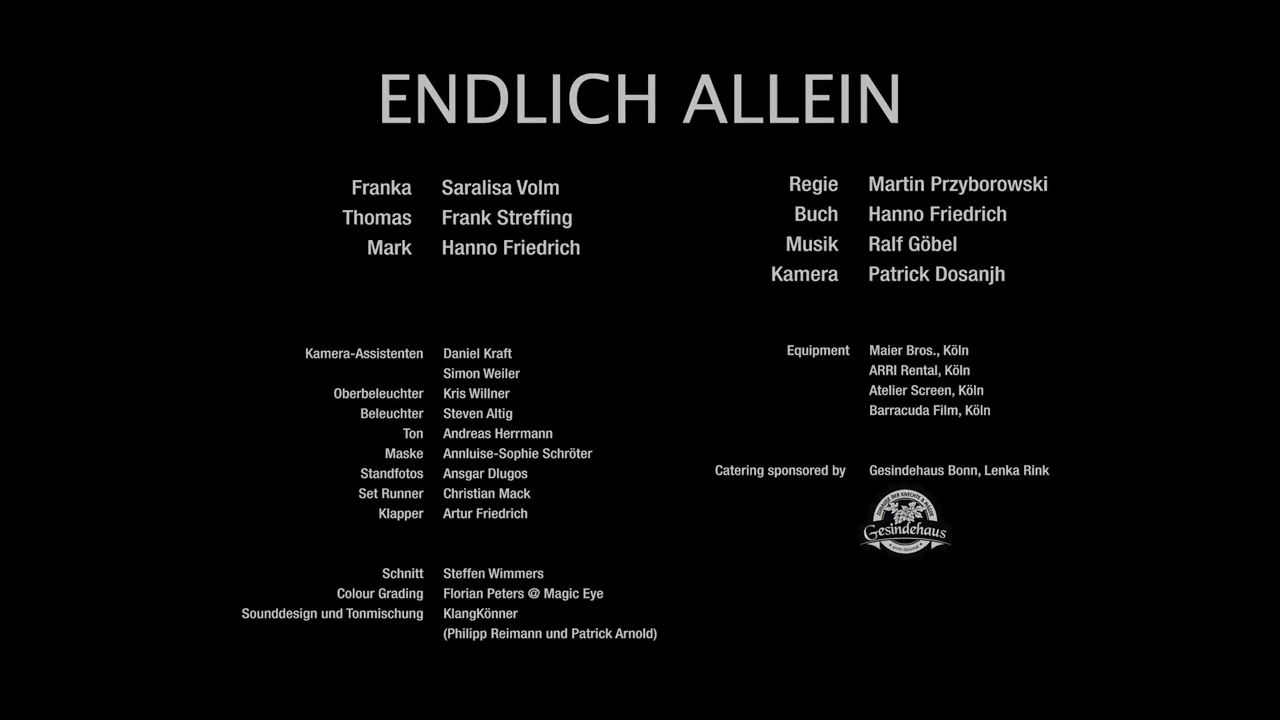 ENDLICH ALLEIN
Franka Saralisa Volm
Thomas Frank Streffing
Mark Hanno Friedrich
Regie Martin Przyborowski
Buch Hanno Friedrich
Musik Ralf Göbel
Kamera Patrick Dosanjh
Kamera-Assistenten Daniel Kraft
Simon Weiler
Oberbeleuchter Kris Willner
Beleuchter Steven Altig
Ton Andreas Herrmann
Maske Annluise-Sophie Schröter
Standfotos Ansgar Dlugos
Set Runner Christian Mack
Klapper Artur Friedrich
Schnitt Steffen Wimmers
Colour Grading Florian Peters @ Magic Eye
Sounddesign und Tonmischung KlangKönner
(Philipp Reimann und Patrick Arnold)
Equipment Maier Bros., Köln
ARRI Rental, Köln
Atelier Screen, Köln
Barracuda Film, Köln
Catering sponsored by Gesindehaus Bonn, Lenka Rink
DER KNECHTE & MÄGDE
Gesindehaus